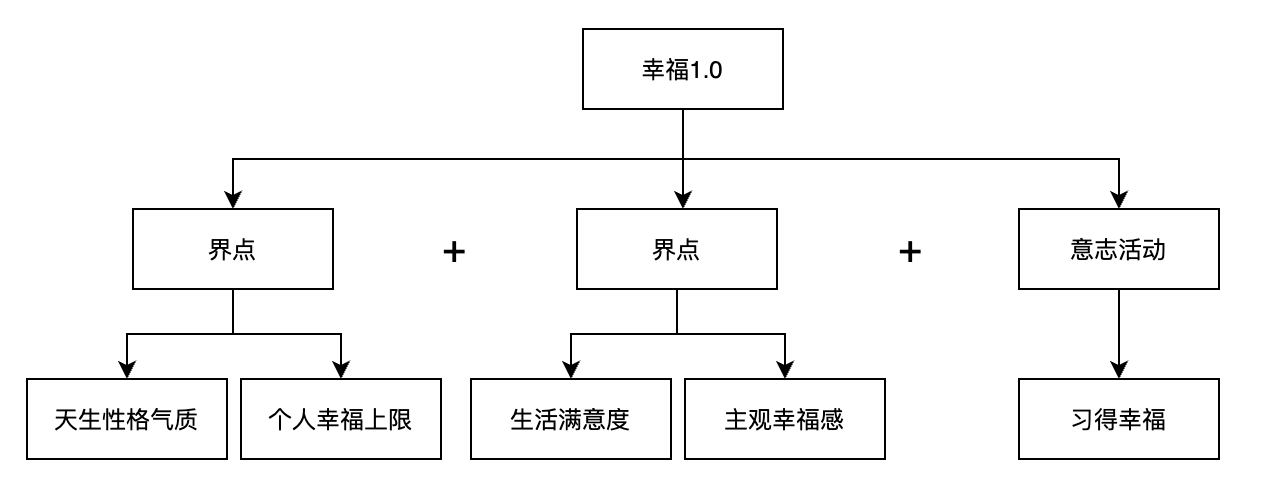 幸福1.0
界点 + 界点 + 意志活动
天生性格气质 个人幸福上限 生活满意度 主观幸福感 习得幸福